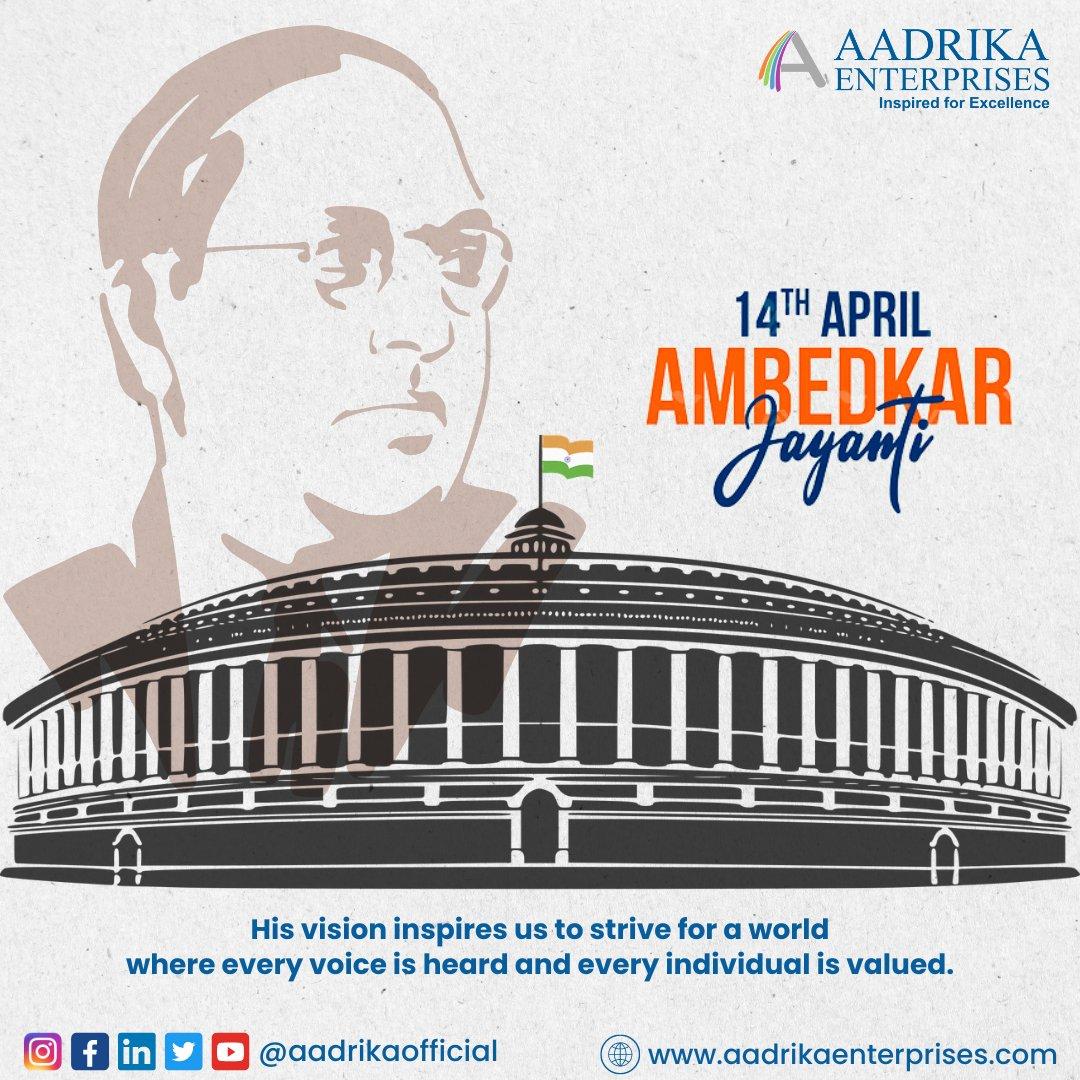 AADRIKA
ENTERPRISES
Inspired for Excellence
14TH APRIL
AMBEDKAR
Jayanti
His vision inspires us to strive for a world
where every voice is heard and every individual is valued.
@aadrikaofficial
www.aadrikaenterprises.com